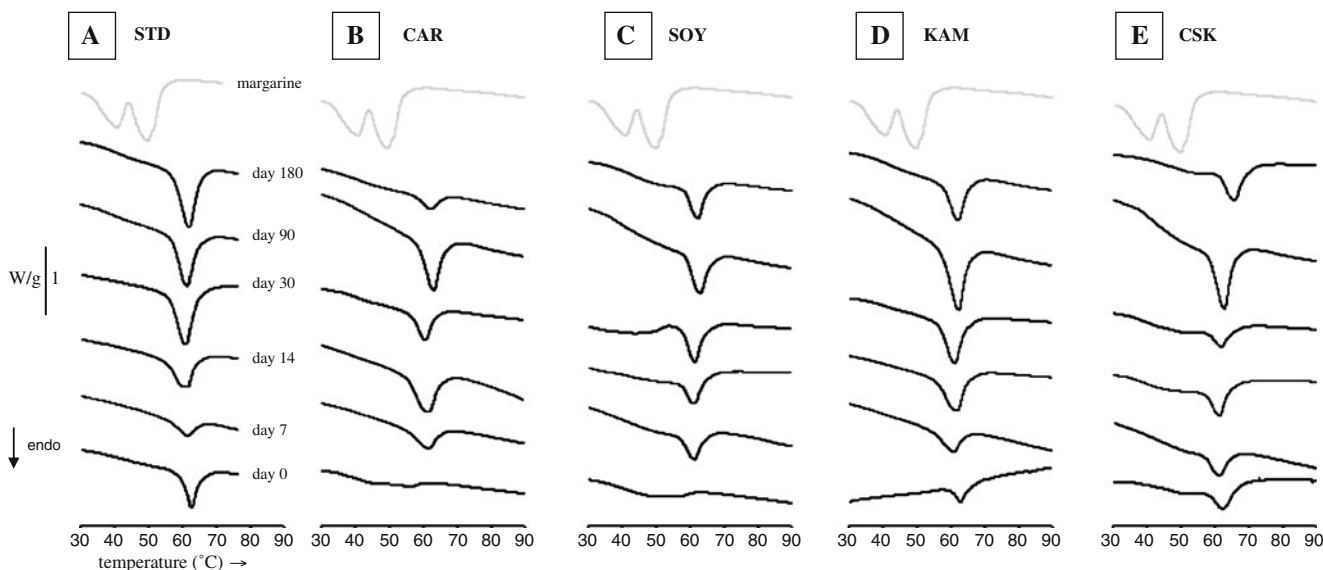 A STD B CAR C SOY D KAM E CSK
margarine
day 180
day 90
W/g 1
day 30
day 14
day 7
endo
day 0
30 40 50 60 70 80 90 30 40 50 60 70 80 90 30 40 50 60 70 80 90 30 40 50 60 70 80 90 30 40 50 60 70 80 90
temperature (˚C) →